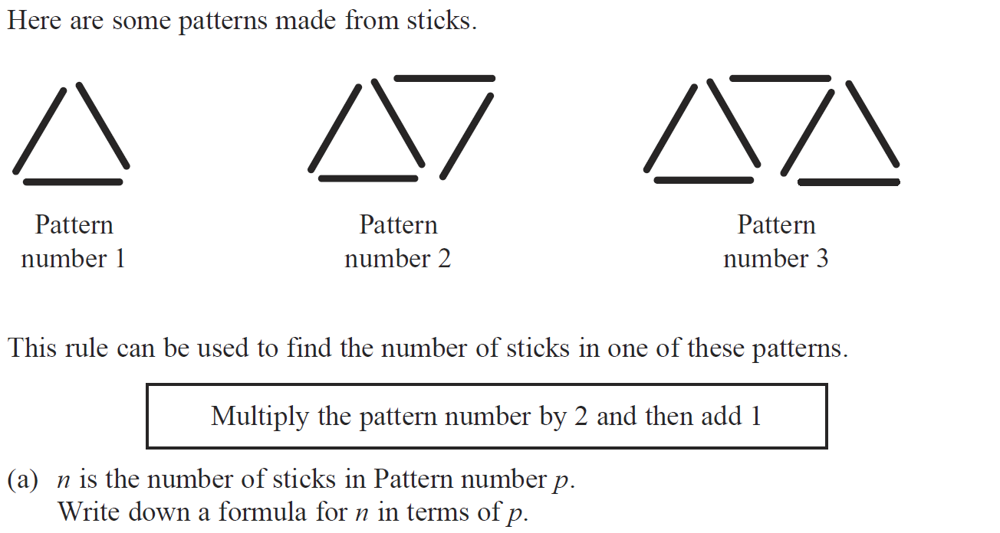 Here are some patterns made from sticks.
Pattern
number 1
Pattern
number 2
Pattern
number 3
This rule can be used to find the number of sticks in one of these patterns.
Multiply the pattern number by 2 and then add 1
(a) n is the number of sticks in Pattern number p.
Write down a formula for n in terms of p.